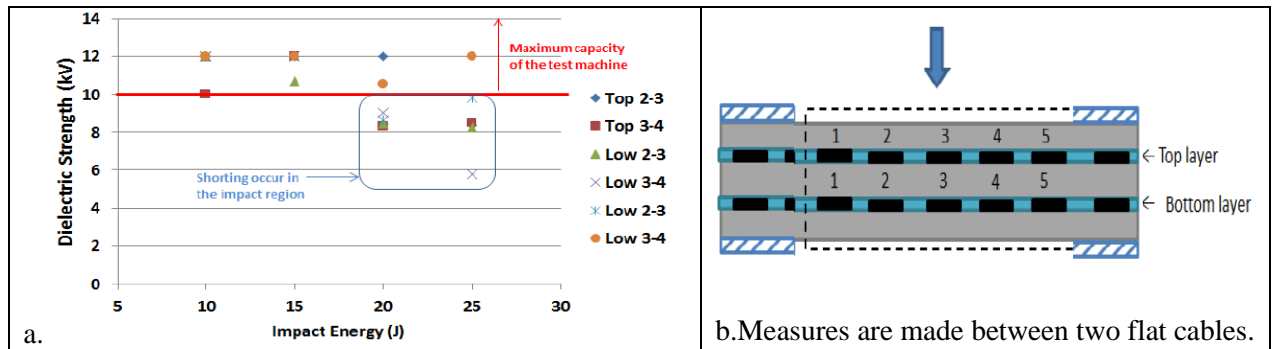 14
12
10
8
6
4
2
0
Dielectric Strength (kV)
5
10
15
20
25
30
Impact Energy (J)
Maximum capacity
of the test machine
Shorting occur in
the impact region
Top 2-3
Top 3-4
Low 2-3
Low 3-4
Low 2-3
Low 3-4
a.
1 2 3 4 5
←Top layer
1 2 3 4 5
← Bottom layer
b.Measures are made between two flat cables.